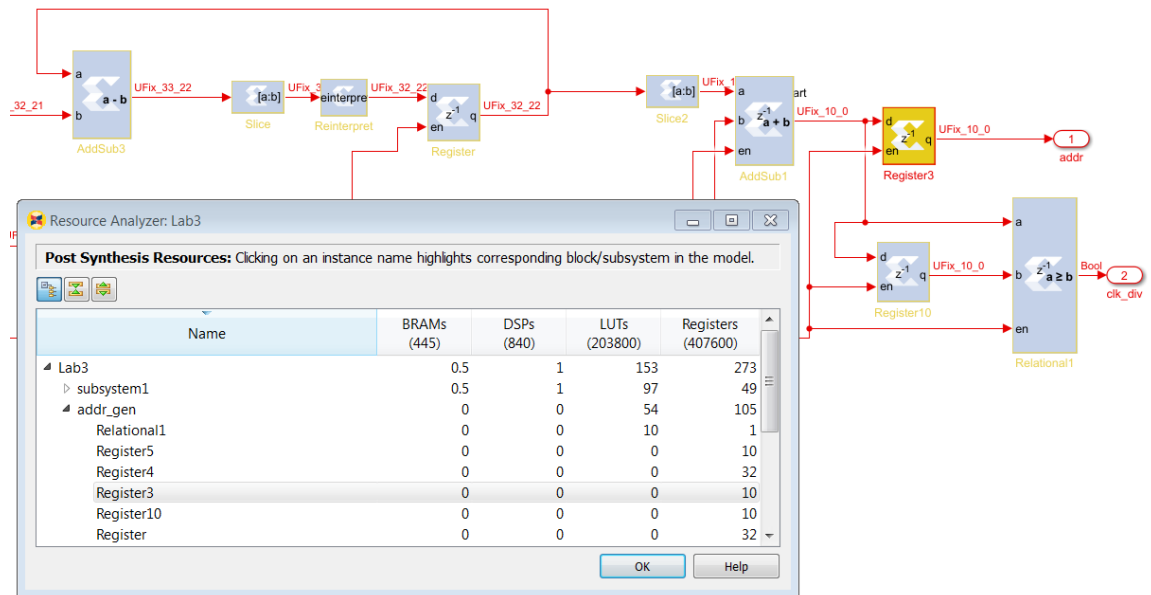 a
b
a - b
AddSub3
_32_21
UFix_33_22
[a:b]
Slice
UFix_3
einterpre
Reinterpret
UFix_32_22
d
en
z-1
q
Register
UFix_32_22
[a:b]
Slice2
UFix_1
a
b
en
z-1 a + b
AddSub1
art
UFix_10_0
d
en
z-1
q
Register3
UFix_10_0
1
addr
d
en
z-1
q
Register10
UFix_10_0
a
b
en
z-1 a ≥ b
Relational1
Bool
2
clk_div
UF
Resource Analyzer: Lab3
Post Synthesis Resources: Clicking on an instance name highlights corresponding block/subsystem in the model.
Name BRAMs (445) DSPs (840) LUTs (203800) Registers (407600)
Lab3 0.5 1 153 273
subsystem1 0.5 1 97 49
addr_gen 0 0 54 105
Relational1 0 0 10 1
Register5 0 0 0 10
Register4 0 0 0 32
Register3 0 0 0 10
Register10 0 0 0 10
Register 0 0 0 32
OK Help